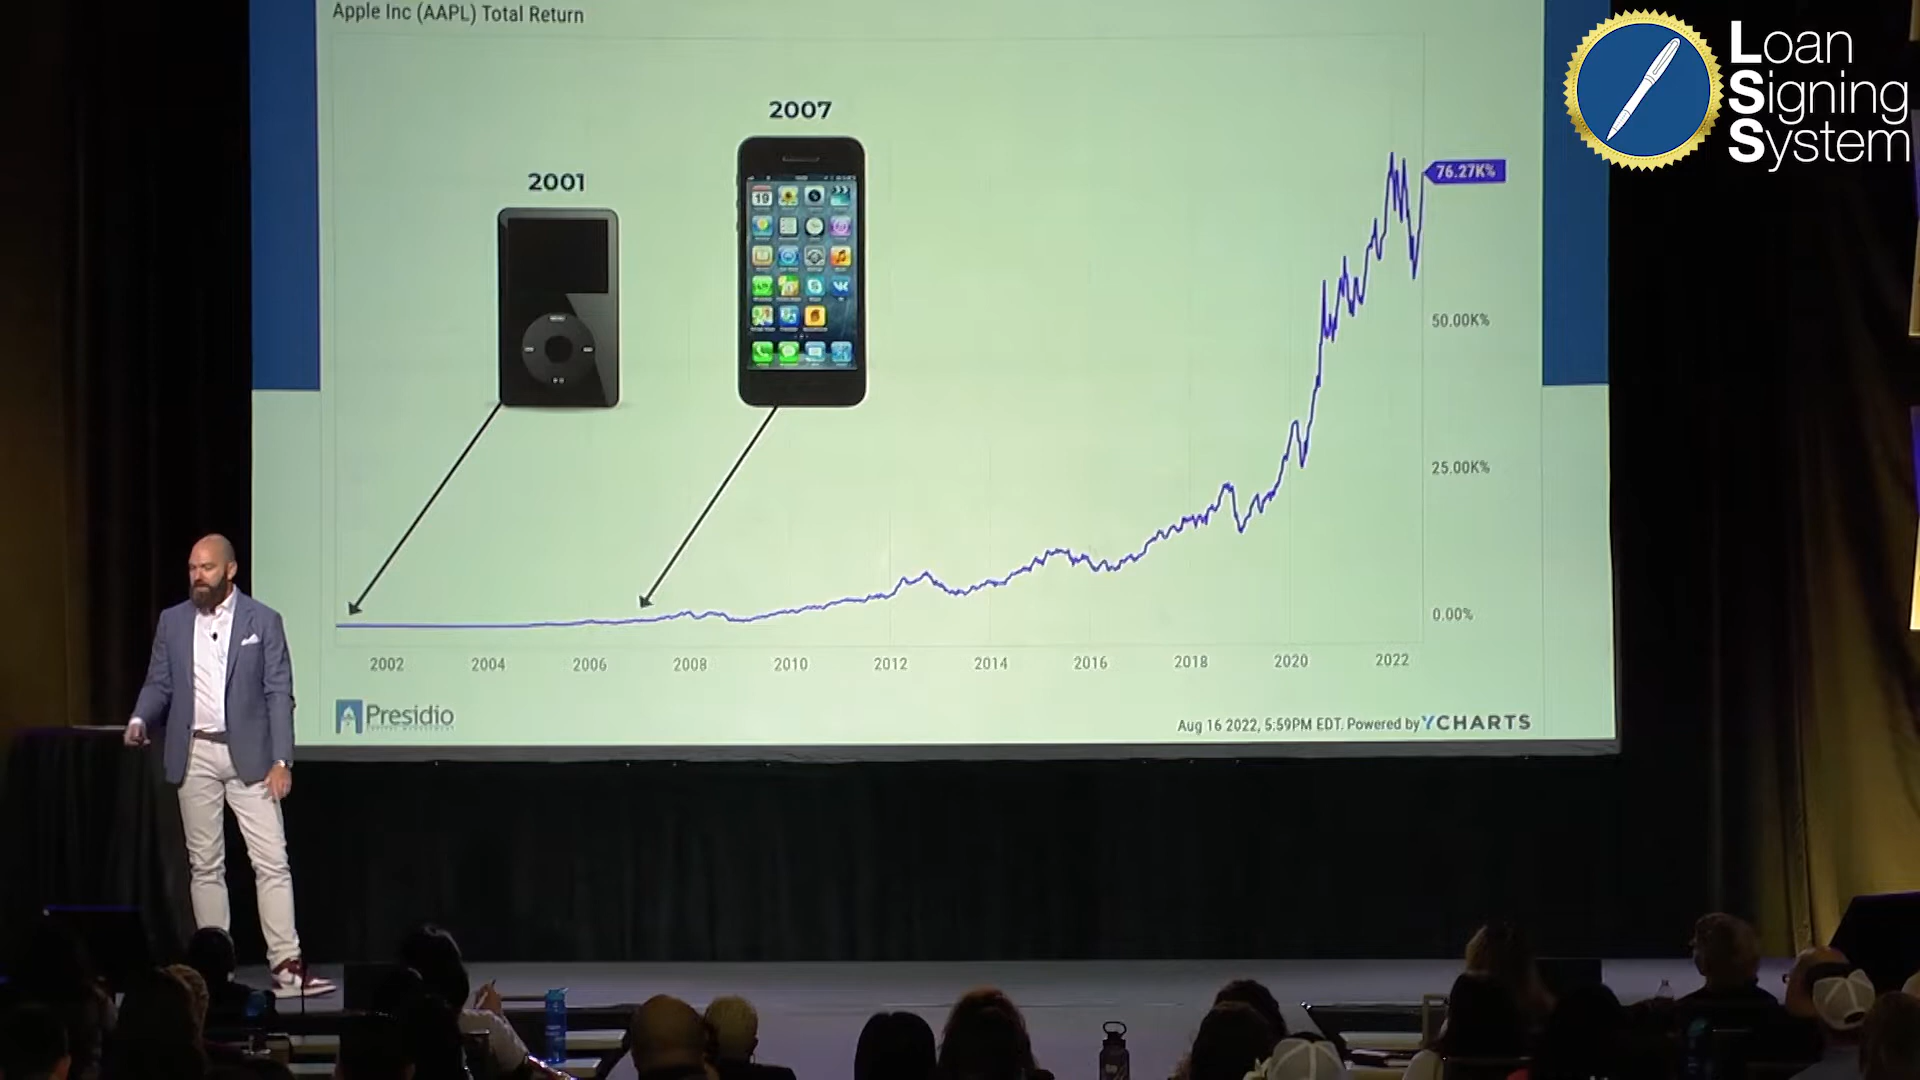 Apple Inc (AAPL) Total Return
Loan
Signing
System
2007
2001
76.27K%
50.00K%
25.00K%
0.00%
2002 2004 2006 2008 2010 2012 2014 2016 2018 2020 2022
Presidio
Aug 16 2022, 5:59PM EDT. Powered by YCHARTS